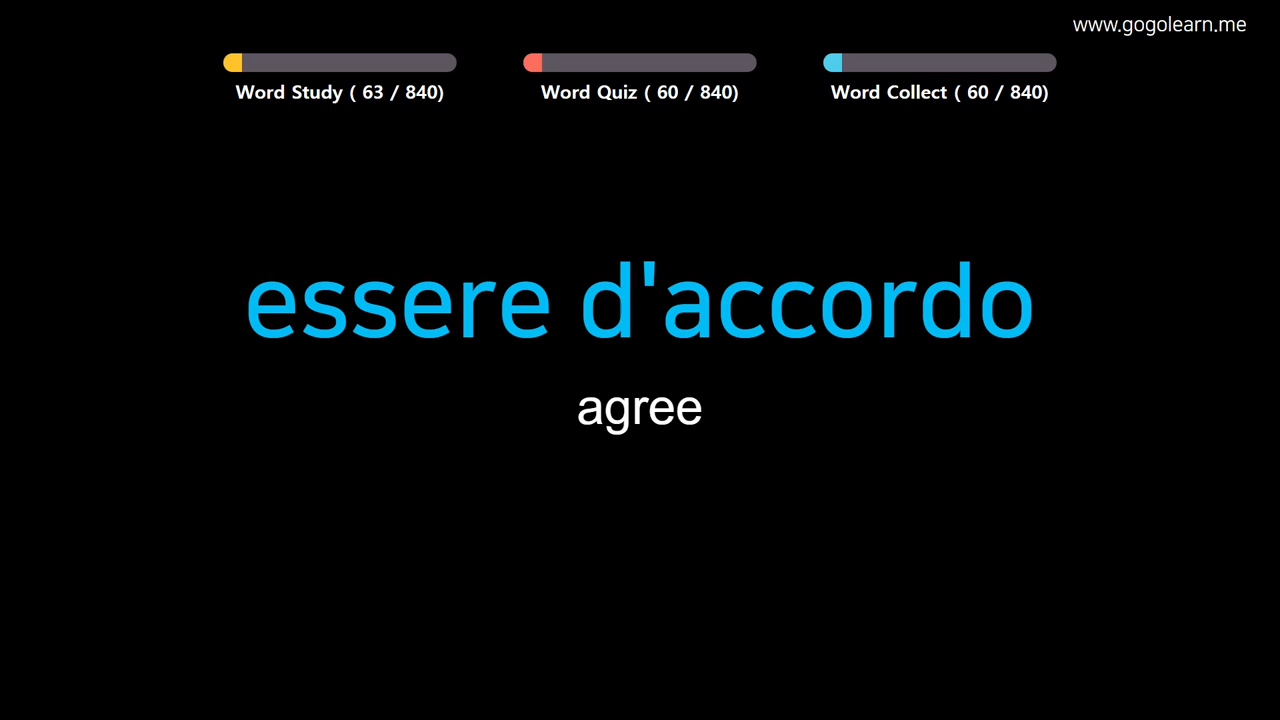 www.gogolearn.me
Word Study ( 63 / 840)
Word Quiz ( 60 / 840)
Word Collect ( 60 / 840)
essere d'accordo
agree